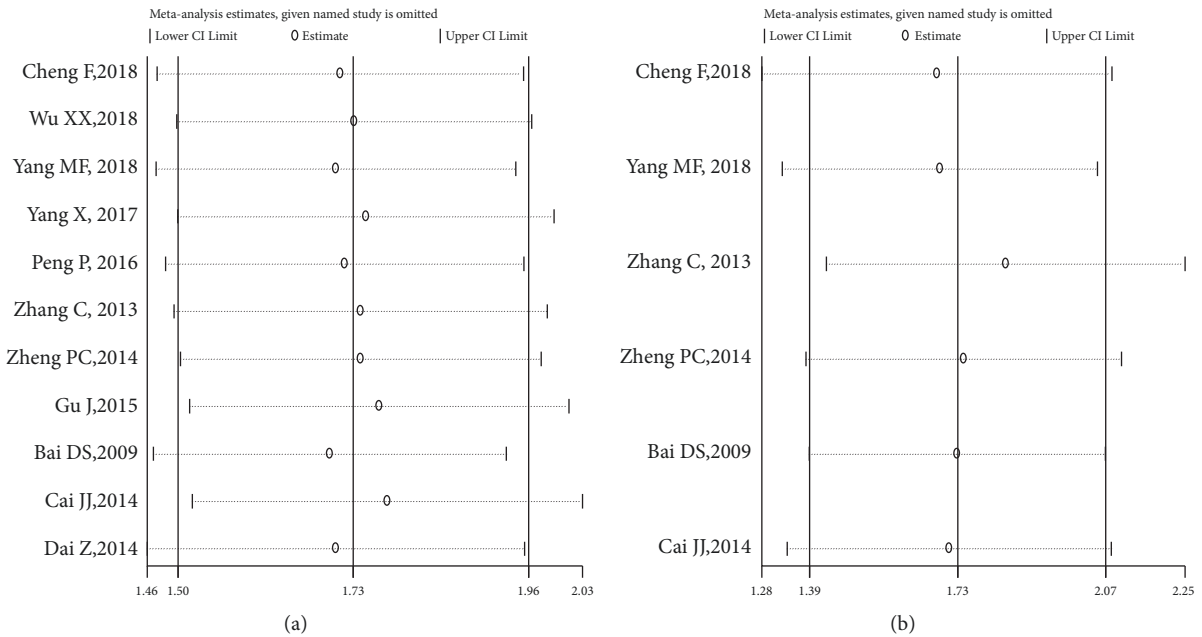 Meta-analysis estimates, given named study is omitted
Lower CI Limit Estimate Upper CI Limit
Cheng F,2018
Wu XX,2018
Yang MF, 2018
Yang X, 2017
Peng P, 2016
Zhang C, 2013
Zheng PC,2014
Gu J,2015
Bai DS,2009
Cai JJ,2014
Dai Z,2014
1.46 1.50 1.73 1.96 2.03
(a)
Meta-analysis estimates, given named study is omitted
Lower CI Limit Estimate Upper CI Limit
Cheng F,2018
Yang MF, 2018
Zhang C, 2013
Zheng PC,2014
Bai DS,2009
Cai JJ,2014
1.28 1.39 1.73 2.07 2.25
(b)